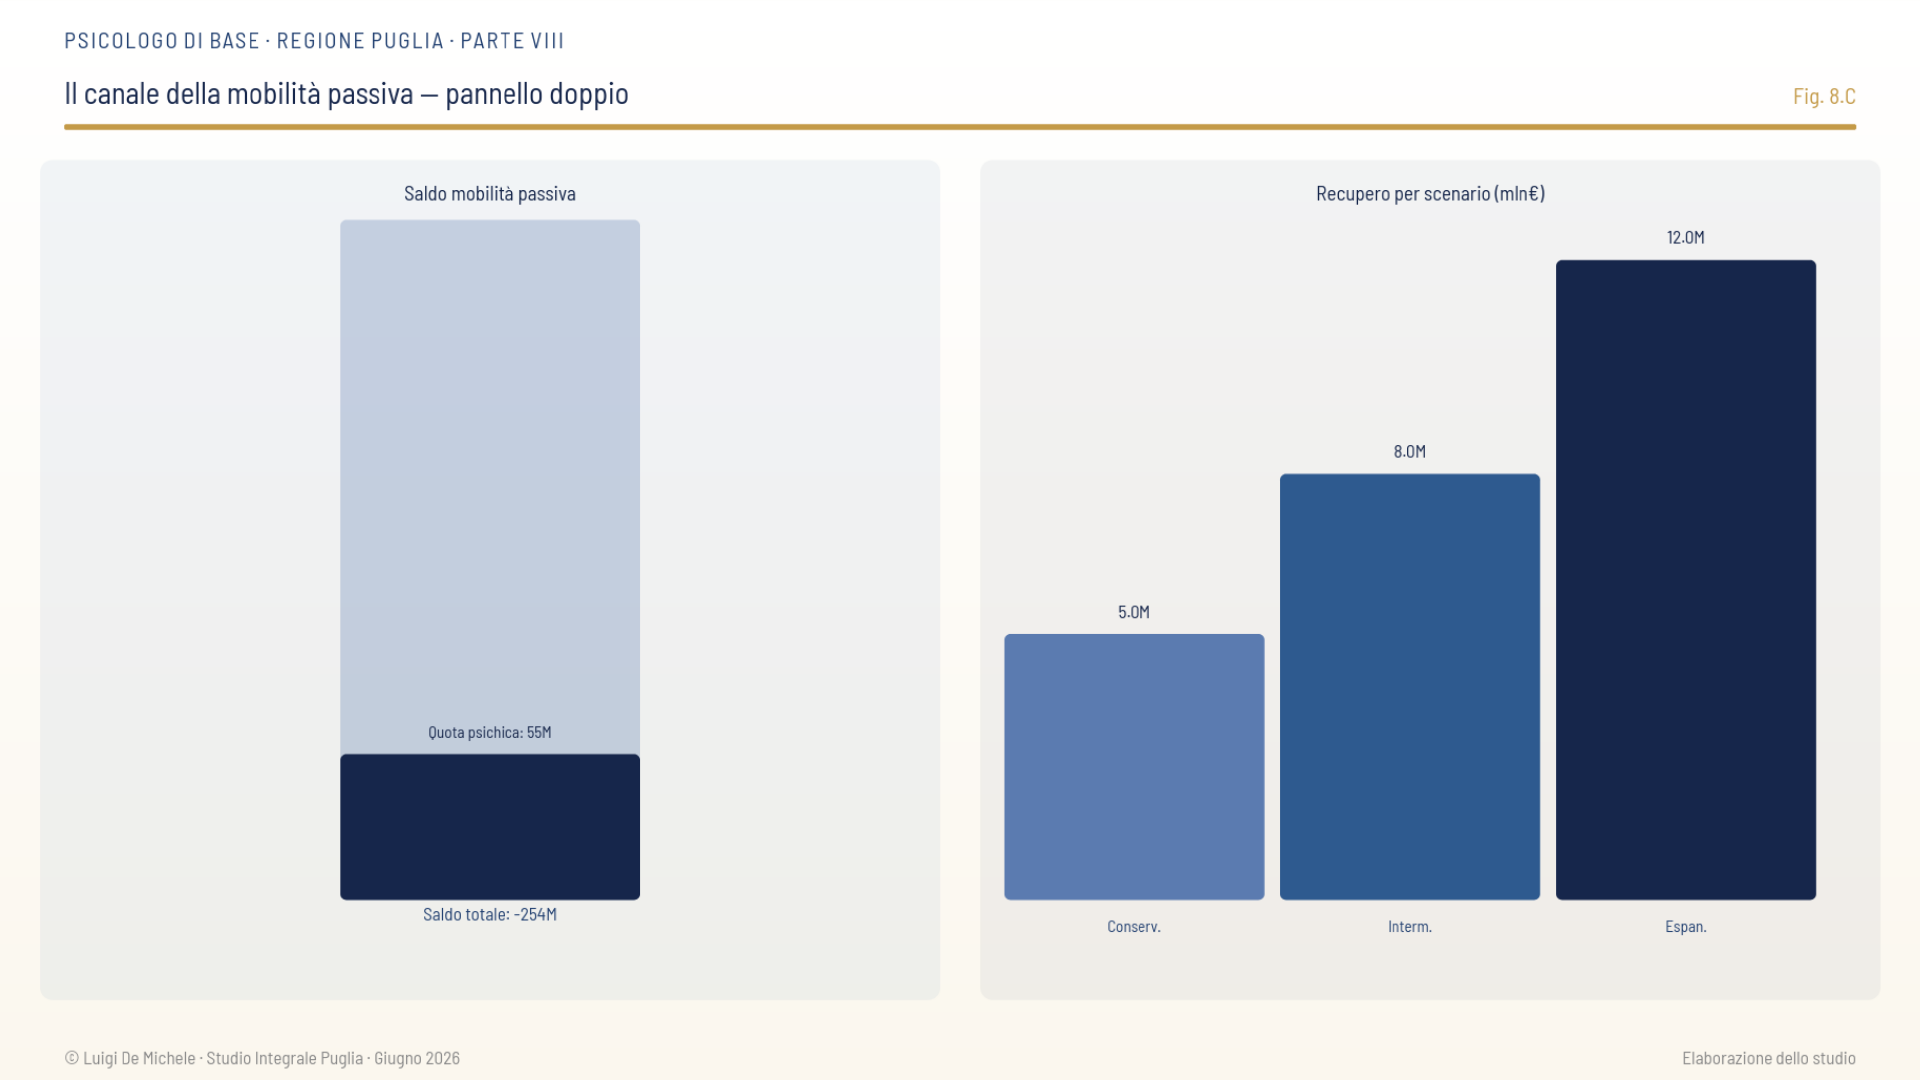 PSICOLOGO DI BASE · REGIONE PUGLIA · PARTE VIII
Il canale della mobilità passiva — pannello doppio
Fig. 8.C
Saldo mobilità passiva
Quota psichica: 55M
Saldo totale: -254M
Recupero per scenario (mln€)
12.0M
8.0M
5.0M
Conserv.
Interm.
Espan.
© Luigi De Michele · Studio Integrale Puglia · Giugno 2026
Elaborazione dello studio